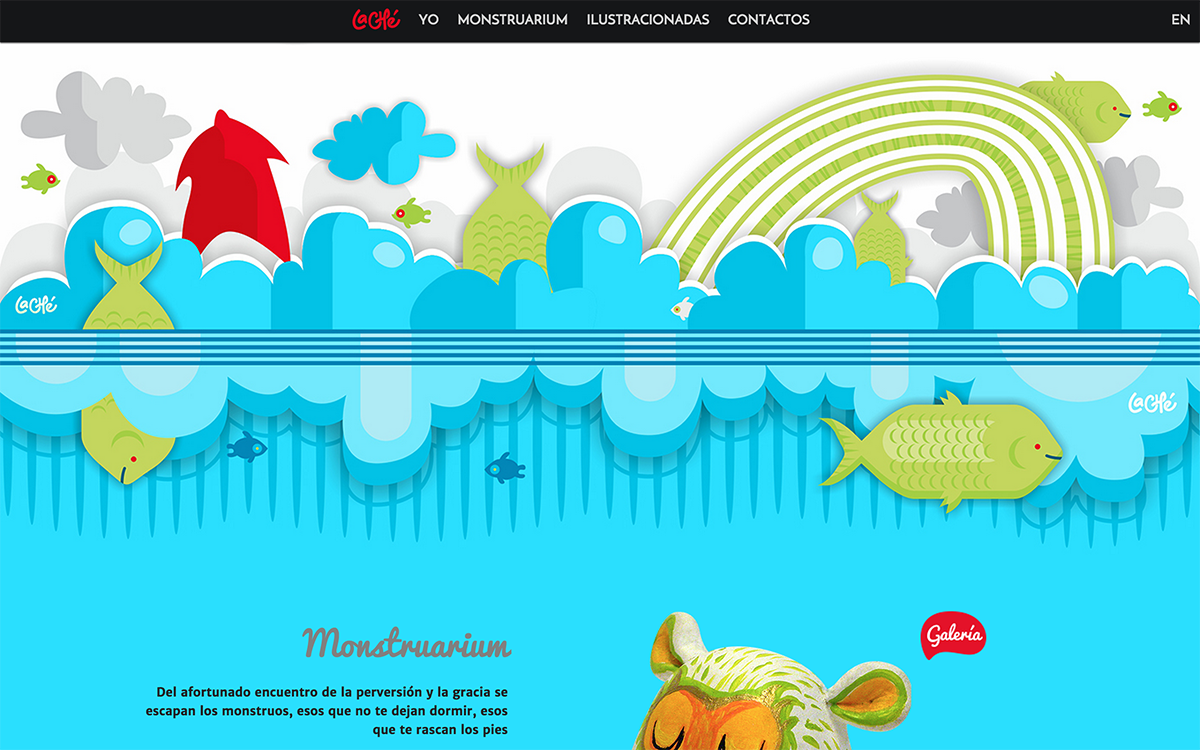 LaCHé YO MONSTRUARIUM ILUSTRACIONADAS CONTACTOS EN
LaCHé
LaCHé
Monstruarium
Galería
Del afortunado encuentro de la perversión y la gracia se
escapan los monstruos, esos que no te dejan dormir, esos
que te rascan los pies